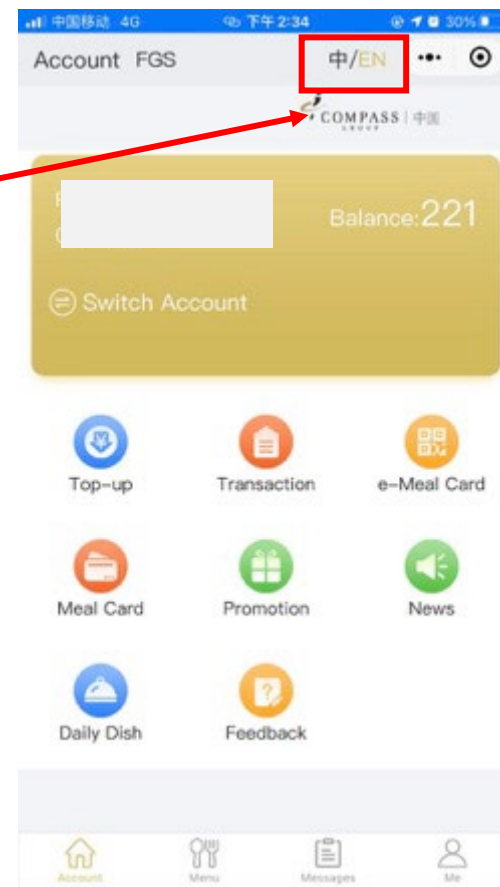 中国移动 4G 下午2:34 30%
Account FGS 中/EN
COMPASS | 中国
GROUP
Balance:221
Switch Account
Top-up Transaction e-Meal Card
Meal Card Promotion News
Daily Dish Feedback
Account Menu Messages Me